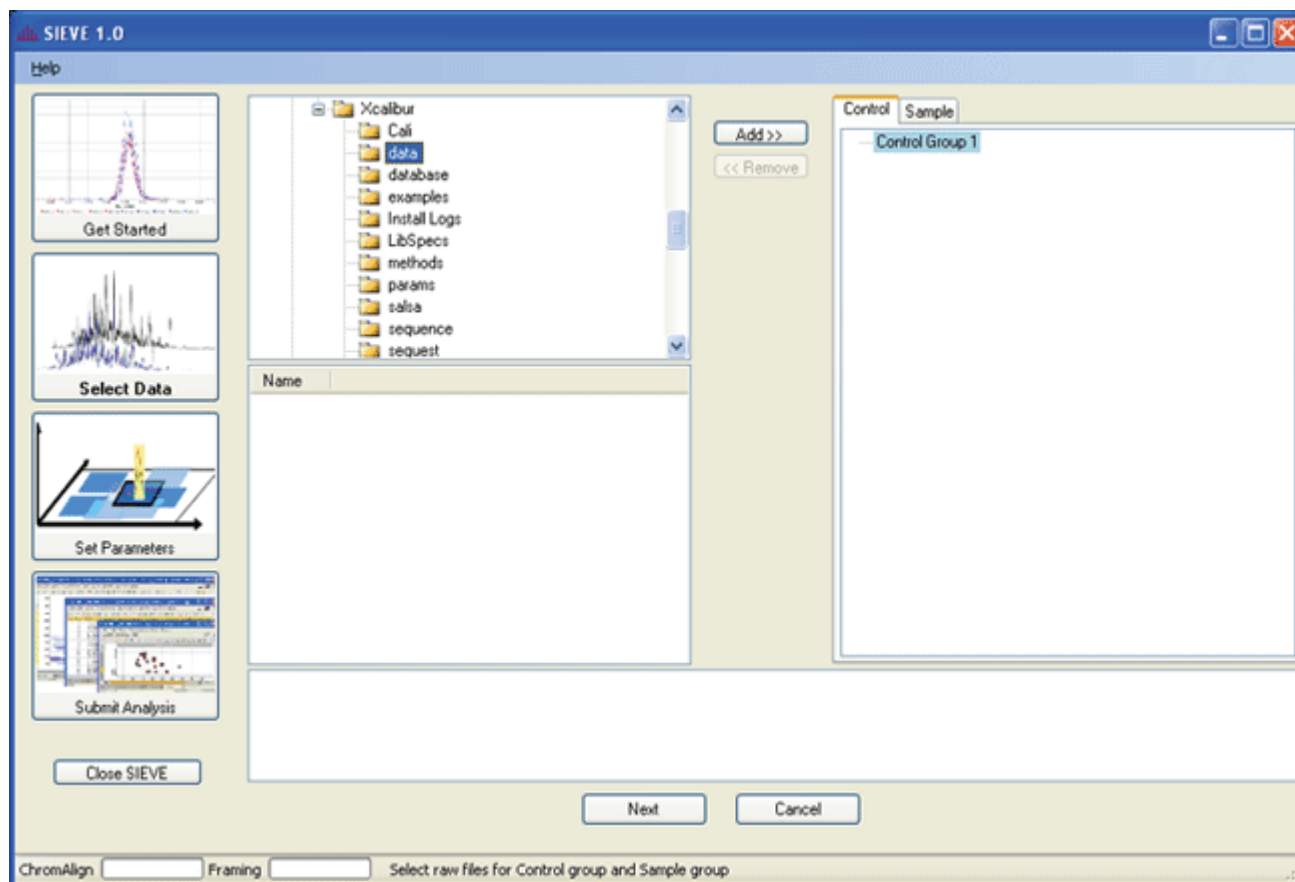 SIEVE 1.0
Help
Get Started
Select Data
Set Parameters
Submit Analysis
Close SIEVE
Xcalibur
Cali
data
database
examples
Install Logs
LibSpecs
methods
params
salsa
sequence
sequest
Name
Add >>
<< Remove
Control Sample
Control Group 1
Next Cancel
ChromAlign Framing Select raw files for Control group and Sample group